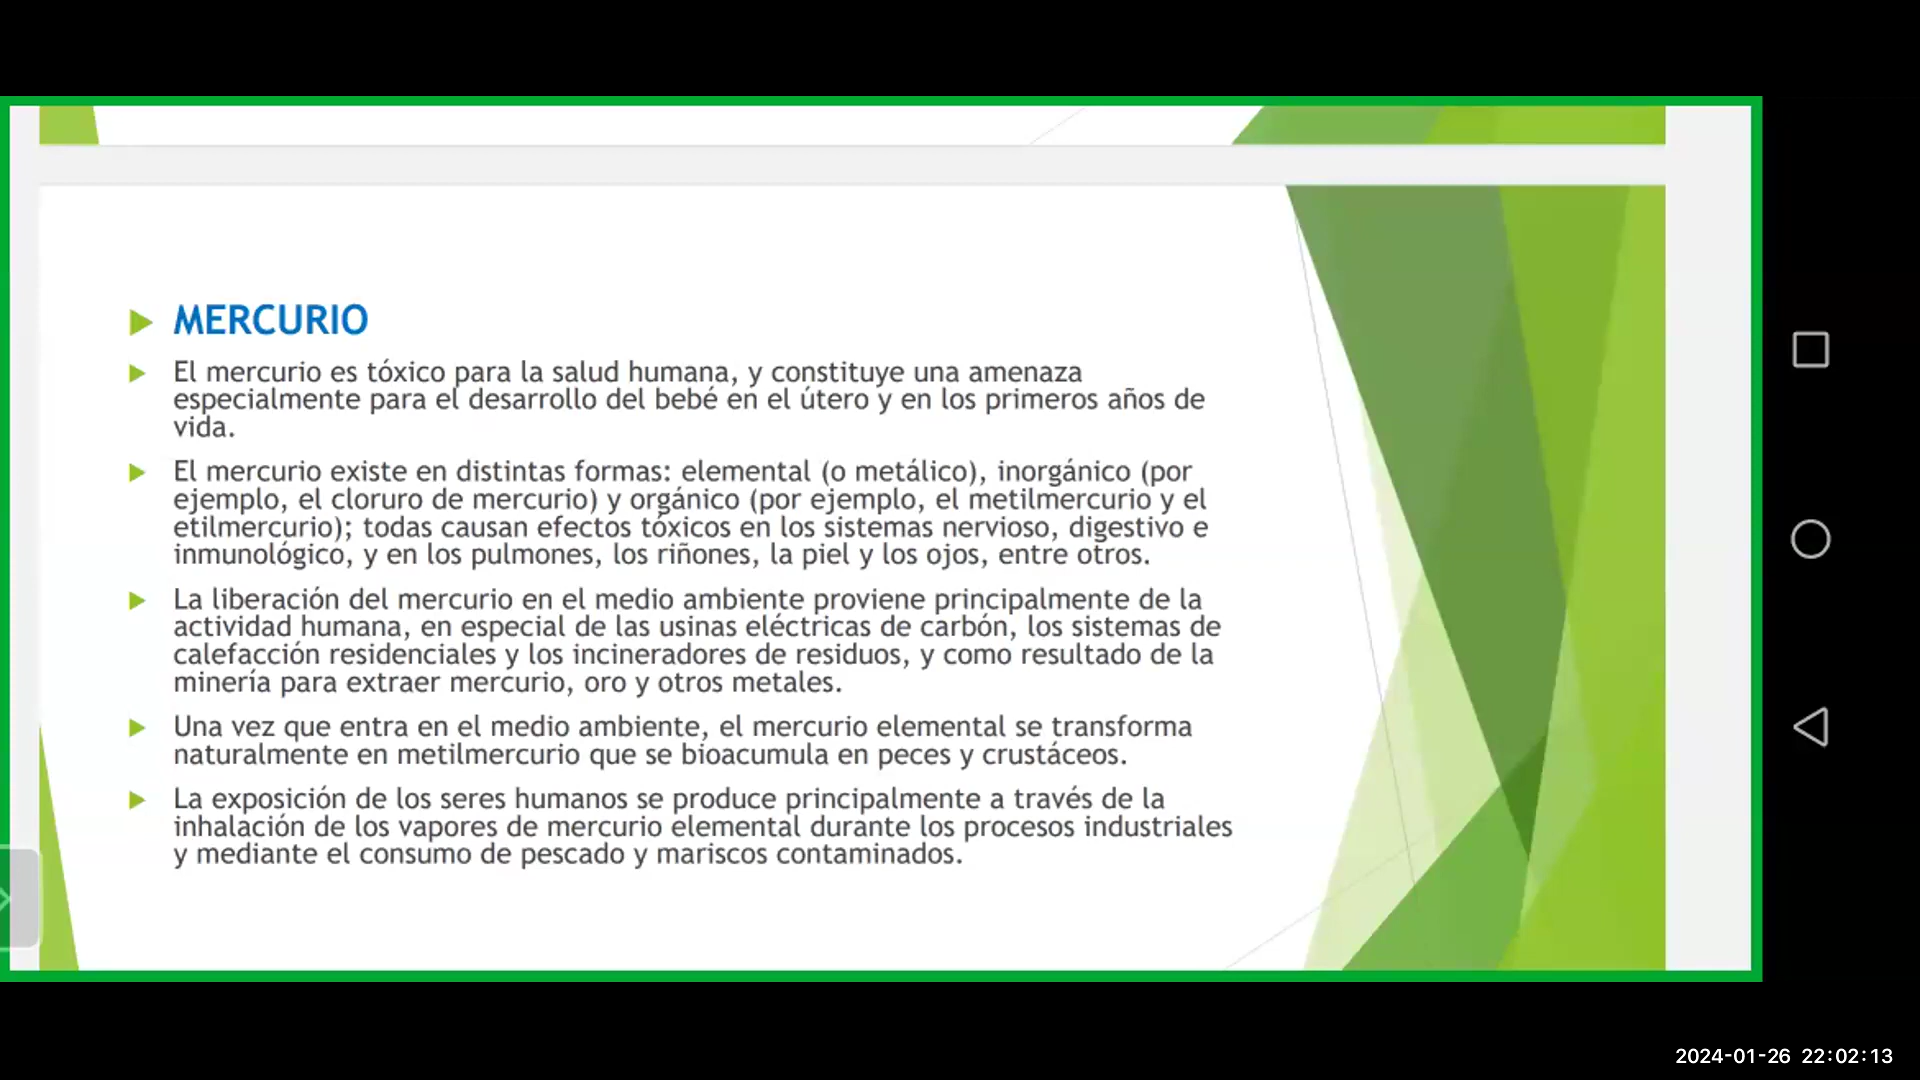 MERCURIO
El mercurio es tóxico para la salud humana, y constituye una amenaza
especialmente para el desarrollo del bebé en el útero y en los primeros años de
vida.
El mercurio existe en distintas formas: elemental (o metálico), inorgánico (por
ejemplo, el cloruro de mercurio) y orgánico (por ejemplo, el metilmercurio y el
etilmercurio); todas causan efectos tóxicos en los sistemas nervioso, digestivo e
inmunológico, y en los pulmones, los riñones, la piel y los ojos, entre otros.
La liberación del mercurio en el medio ambiente proviene principalmente de la
actividad humana, en especial de las usinas eléctricas de carbón, los sistemas de
calefacción residenciales y los incineradores de residuos, y como resultado de la
minería para extraer mercurio, oro y otros metales.
Una vez que entra en el medio ambiente, el mercurio elemental se transforma
naturalmente en metilmercurio que se bioacumula en peces y crustáceos.
La exposición de los seres humanos se produce principalmente a través de la
inhalación de los vapores de mercurio elemental durante los procesos industriales
y mediante el consumo de pescado y mariscos contaminados.
2024-01-26 22:02:13